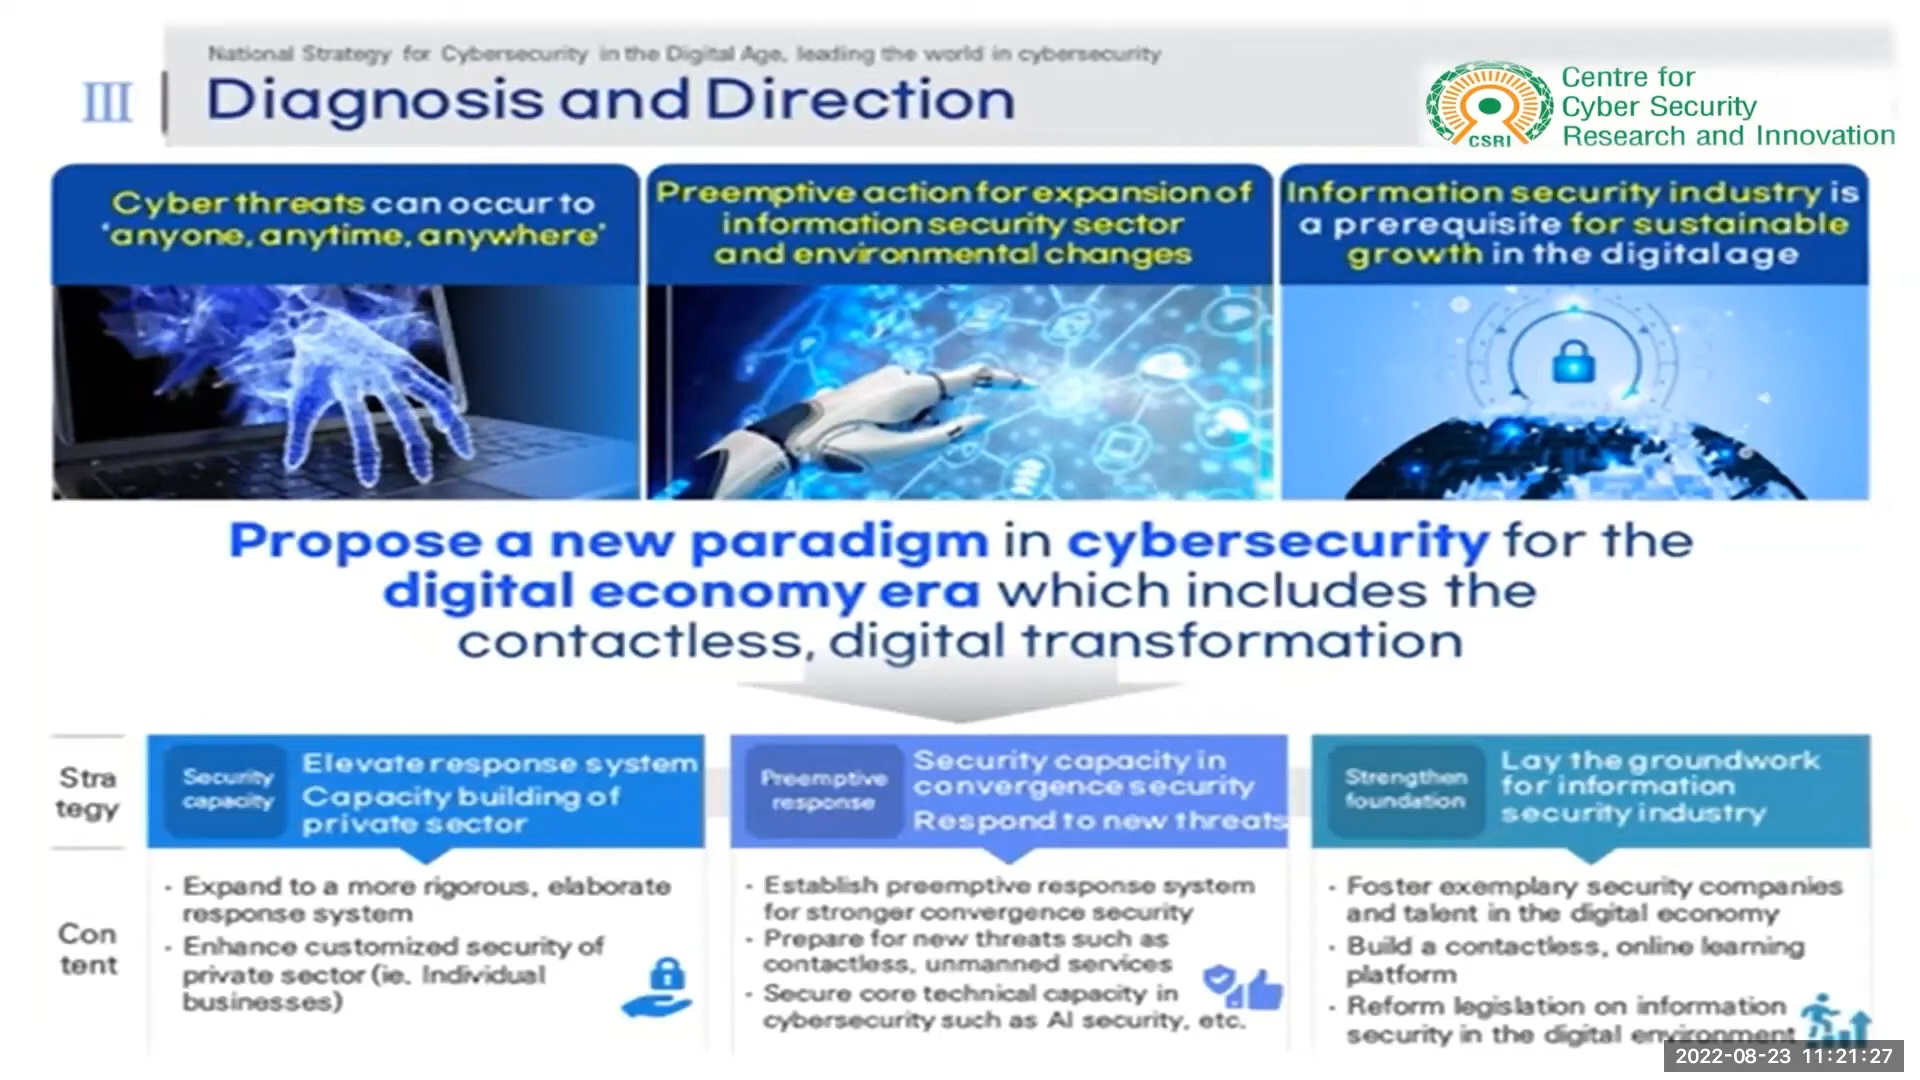 National Strategy for Cybersecurity in the Digital Age, leading the world in cybersecurity
III
Diagnosis and Direction
Centre for
Cyber Security
Research and Innovation
CSRI
Cyber threats can occur to
'anyone, anytime, anywhere'
Preemptive action for expansion of
information security sector
and environmental changes
Information security industry is
a prerequisite for sustainable
growth in the digital age
Propose a new paradigm in cybersecurity for the
digital economy era which includes the
contactless, digital transformation
Stra
tegy
Security
capacity
Elevate response system
Capacity building of
private sector
Preemptive
response
Security capacity in
convergence security
Respond to new threats
Strengthen
foundation
Lay the groundwork
for information
security industry
Con
tent
· Expand to a more rigorous, elaborate
response system
· Enhance customized security of
private sector (ie. Individual
businesses)
· Establish preemptive response system
for stronger convergence security
· Prepare for new threats such as
contactless, unmanned services
· Secure core technical capacity in
cybersecurity such as AI security, etc.
· Foster exemplary security companies
and talent in the digital economy
· Build a contactless, online learning
platform
· Reform legislation on information
security in the digital environment
2022-08-23 11:21:27